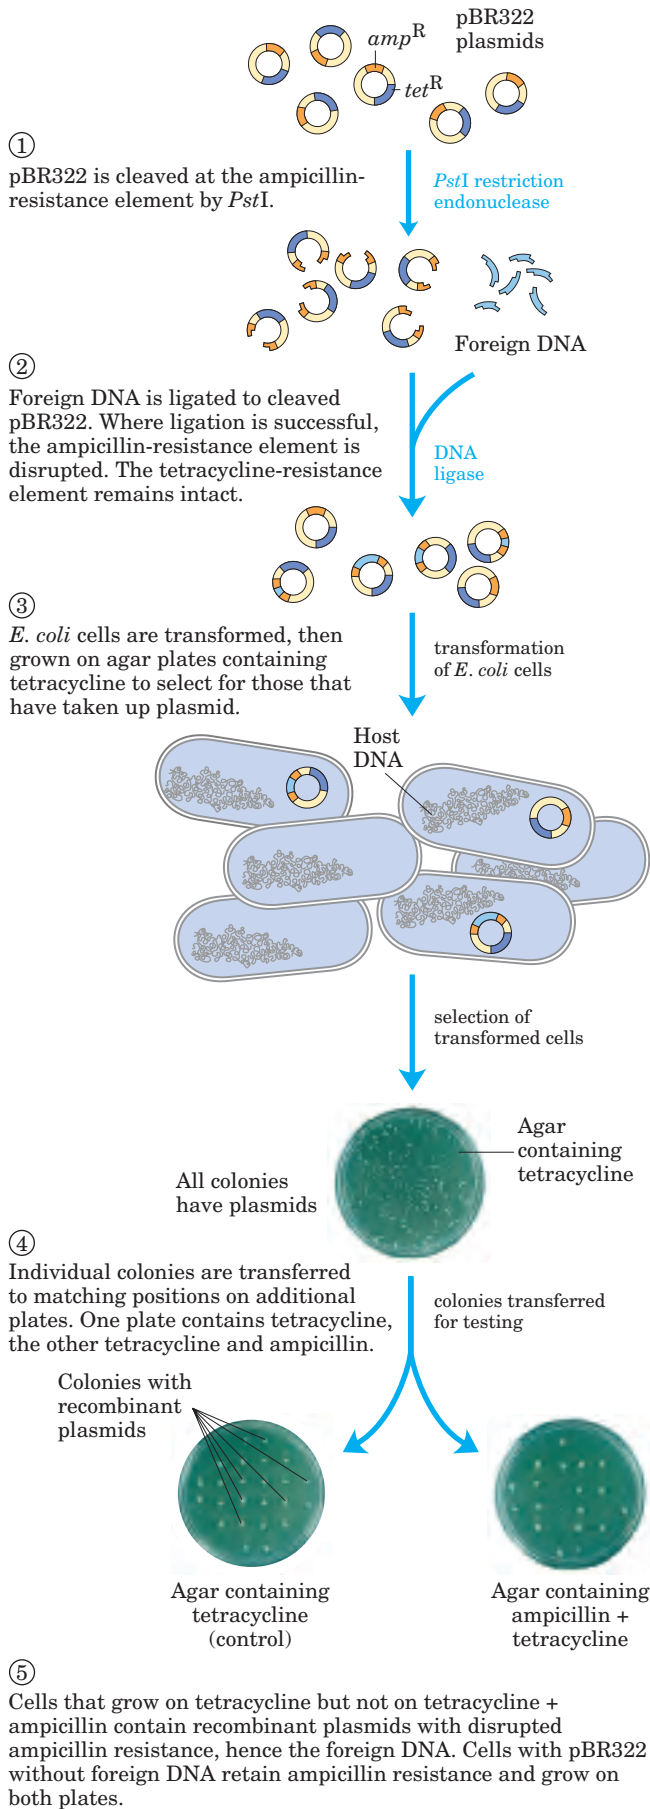 pBR322
plasmids
ampR
tetR
①
pBR322 is cleaved at the ampicillin-
resistance element by PstI.
PstI restriction
endonuclease
Foreign DNA
②
Foreign DNA is ligated to cleaved
pBR322. Where ligation is successful,
the ampicillin-resistance element is
disrupted. The tetracycline-resistance
element remains intact.
DNA
ligase
③
E. coli cells are transformed, then
grown on agar plates containing
tetracycline to select for those that
have taken up plasmid.
transformation
of E. coli cells
Host
DNA
selection of
transformed cells
Agar
containing
tetracycline
All colonies
have plasmids
④
Individual colonies are transferred
to matching positions on additional
plates. One plate contains tetracycline,
the other tetracycline and ampicillin.
colonies transferred
for testing
Colonies with
recombinant
plasmids
Agar containing
tetracycline
(control)
Agar containing
ampicillin +
tetracycline
⑤
Cells that grow on tetracycline but not on tetracycline +
ampicillin contain recombinant plasmids with disrupted
ampicillin resistance, hence the foreign DNA. Cells with pBR322
without foreign DNA retain ampicillin resistance and grow on
both plates.